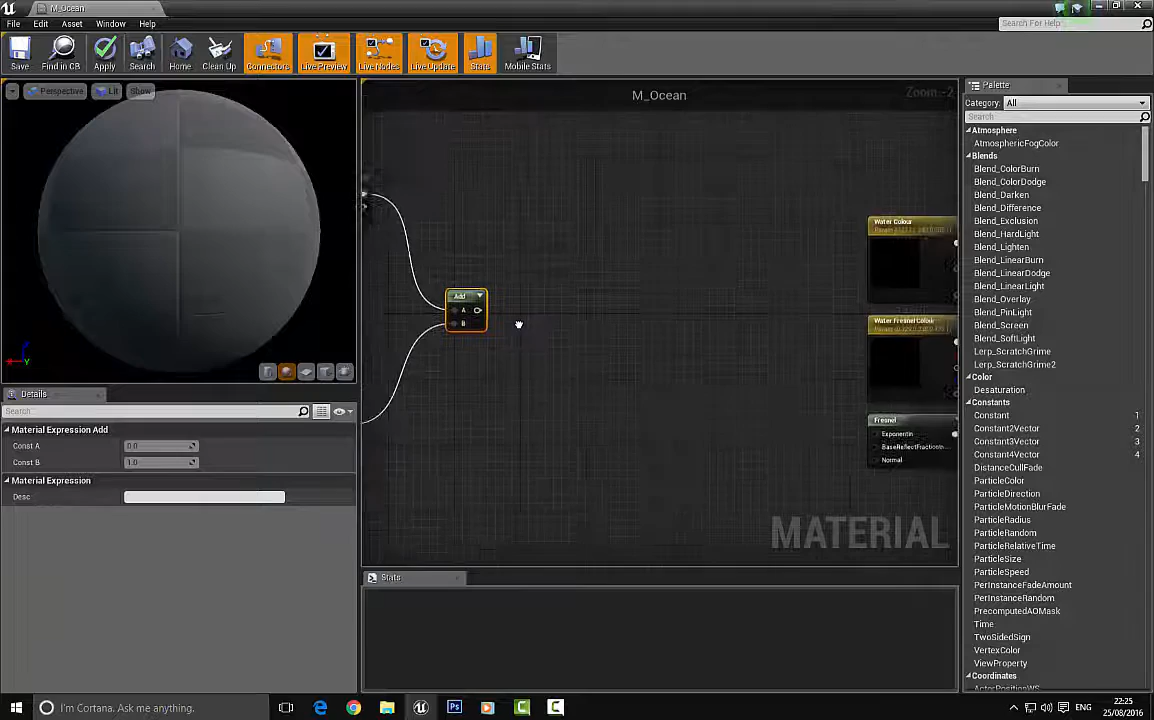 M_Ocean
File Edit Asset Window Help
Search For Help
Save Find in CB Apply Search Home Clean Up Connectors Live Preview Live Nodes Live Update Stats Mobile Stats
Perspective Lit Show
M_Ocean
Zoom -2
Palette
Category: All
Search
Atmosphere
AtmosphericFogColor
Blends
Blend_ColorBurn
Blend_ColorDodge
Blend_Darken
Blend_Difference
Blend_Exclusion
Blend_HardLight
Blend_Lighten
Blend_LinearBurn
Blend_LinearDodge
Blend_LinearLight
Blend_Overlay
Blend_PinLight
Blend_Screen
Blend_SoftLight
Lerp_ScratchGrime
Lerp_ScratchGrime2
Color
Desaturation
Constants
Constant 1
Constant2Vector 2
Constant3Vector 3
Constant4Vector 4
DistanceCullFade
ParticleColor
ParticleDirection
ParticleMotionBlurFade
ParticleRadius
ParticleRandom
ParticleRelativeTime
ParticleSize
ParticleSpeed
PerInstanceFadeAmount
PerInstanceRandom
PrecomputedAOMask
Time
TwoSidedSign
VertexColor
ViewProperty
Coordinates
ActorPositionWS
Water Colour
Water Fresnel Colour
Fresnel
ExponentIn
BaseReflectFractionIn
Normal
Add
A
B
MATERIAL
Details
Search
Material Expression Add
Const A 0.0
Const B 1.0
Material Expression
Desc
Stats
I'm Cortana. Ask me anything.
ENG
22:25
25/08/2016